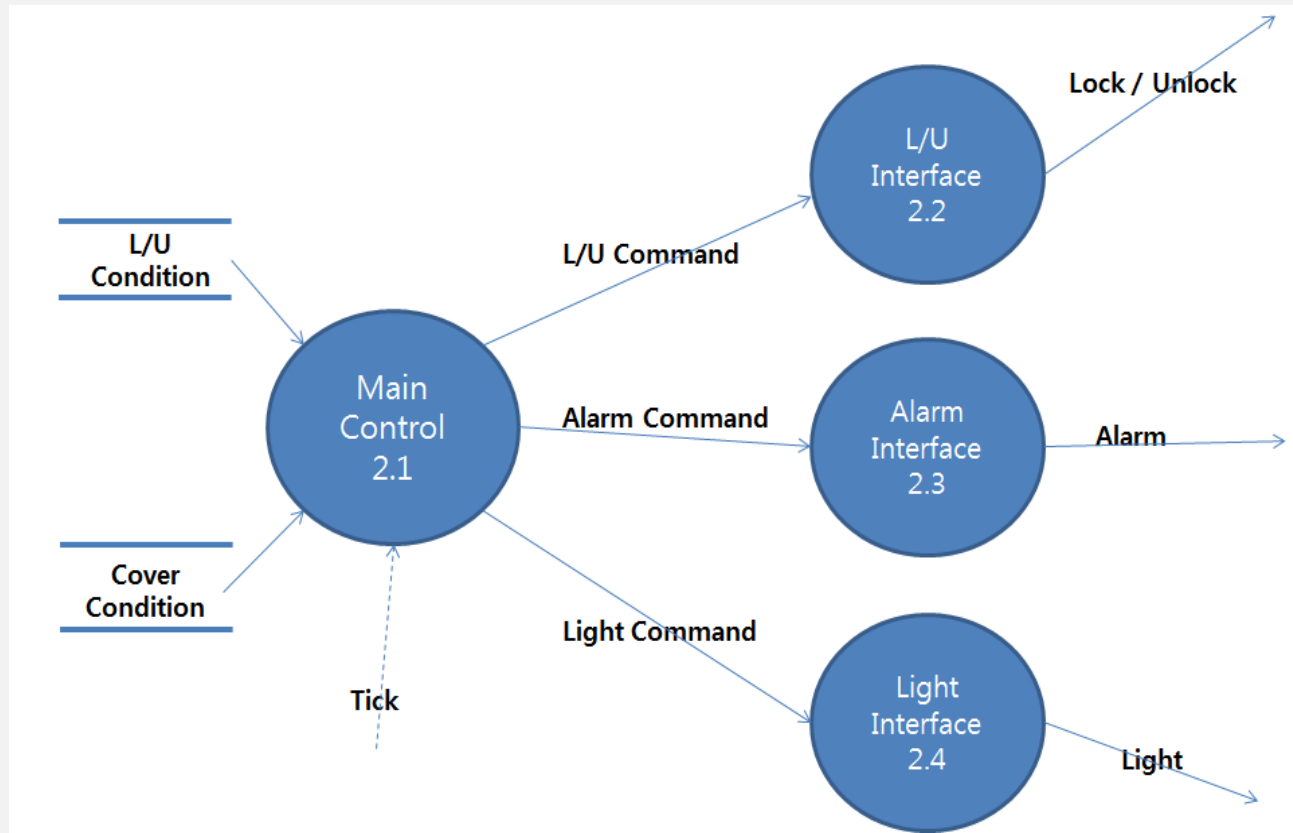 Lock / Unlock
L/U
Interface
2.2
L/U
Condition
L/U Command
Main
Control
2.1
Alarm Command
Alarm
Interface
2.3
Alarm
Cover
Condition
Light Command
Tick
Light
Interface
2.4
Light